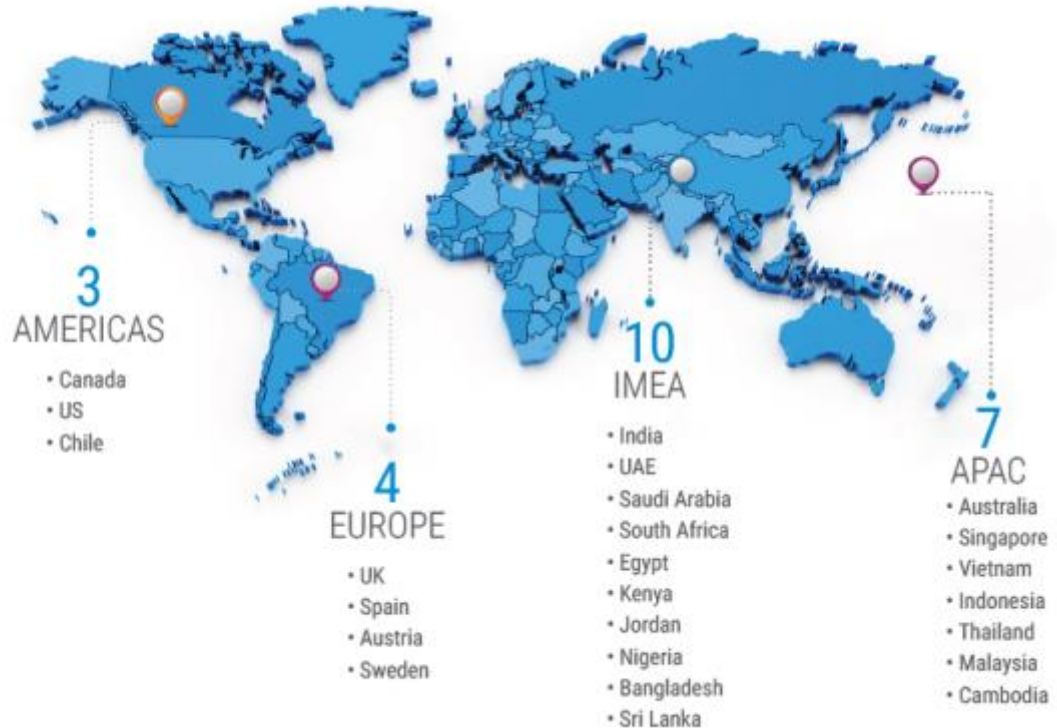 3
AMERICAS
• Canada
• US
• Chile
4
EUROPE
• UK
• Spain
• Austria
• Sweden
10
IMEA
• India
• UAE
• Saudi Arabia
• South Africa
• Egypt
• Kenya
• Jordan
• Nigeria
• Bangladesh
• Sri Lanka
7
APAC
• Australia
• Singapore
• Vietnam
• Indonesia
• Thailand
• Malaysia
• Cambodia